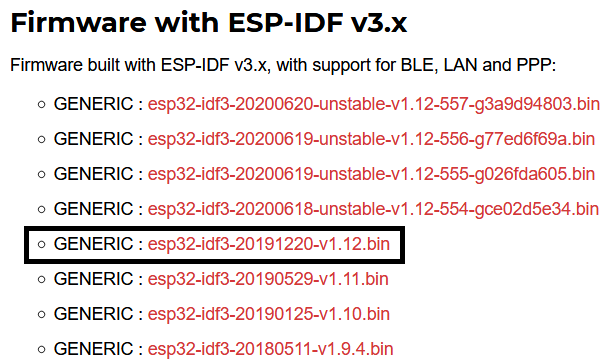 Firmware with ESP-IDF v3.x
Firmware built with ESP-IDF v3.x, with support for BLE, LAN and PPP:
GENERIC : esp32-idf3-20200620-unstable-v1.12-557-g3a9d94803.bin
GENERIC : esp32-idf3-20200619-unstable-v1.12-556-g77ed6f69a.bin
GENERIC : esp32-idf3-20200619-unstable-v1.12-555-g026fda605.bin
GENERIC : esp32-idf3-20200618-unstable-v1.12-554-gce02d5e34.bin
GENERIC : esp32-idf3-20191220-v1.12.bin
GENERIC : esp32-idf3-20190529-v1.11.bin
GENERIC : esp32-idf3-20190125-v1.10.bin
GENERIC : esp32-idf3-20180511-v1.9.4.bin